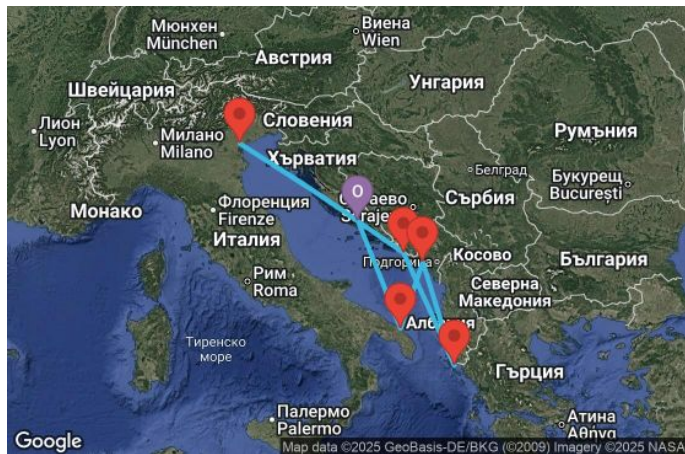 Мюнхен
München
Виена
Wien
Австрия
Швейцария
Унгария
Лион
Lyon
Милано
Milano
Словения
Румъния
Хърватия
Белград
Букурещ
București
Монако
Флоренция
Firenze
Сърбия
Италия
Подгорица
Косово
България
Рим
Roma
Северна
Македония
Тиренско
море
Гърция
Палермо
Palermo
Атина
Αθήνα
O
Google
Map data ©2025 GeoBasis-DE/BKG (©2009) Imagery ©2025 NASA